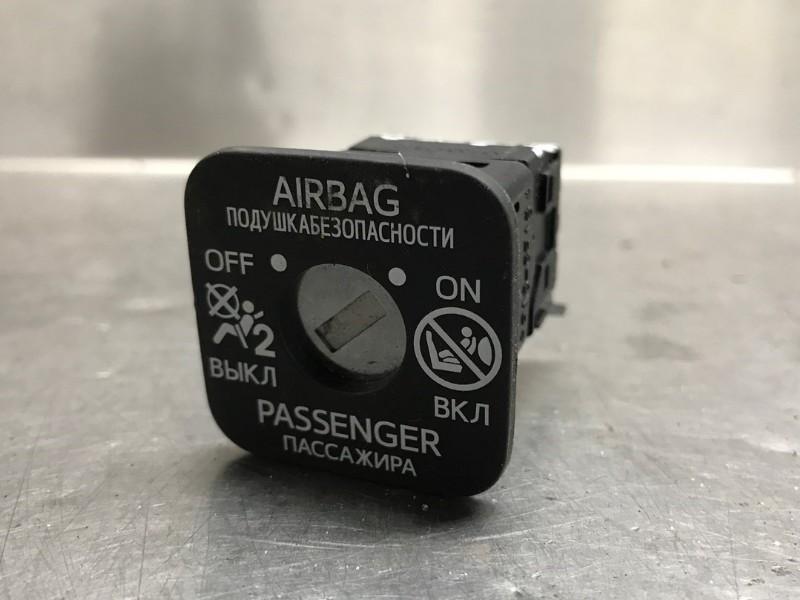 AIRBAG
ПОДУШКАБЕЗОПАСНОСТИ
OFF
ON
2
ВЫКЛ
ВКЛ
PASSENGER
ПАССАЖИРА